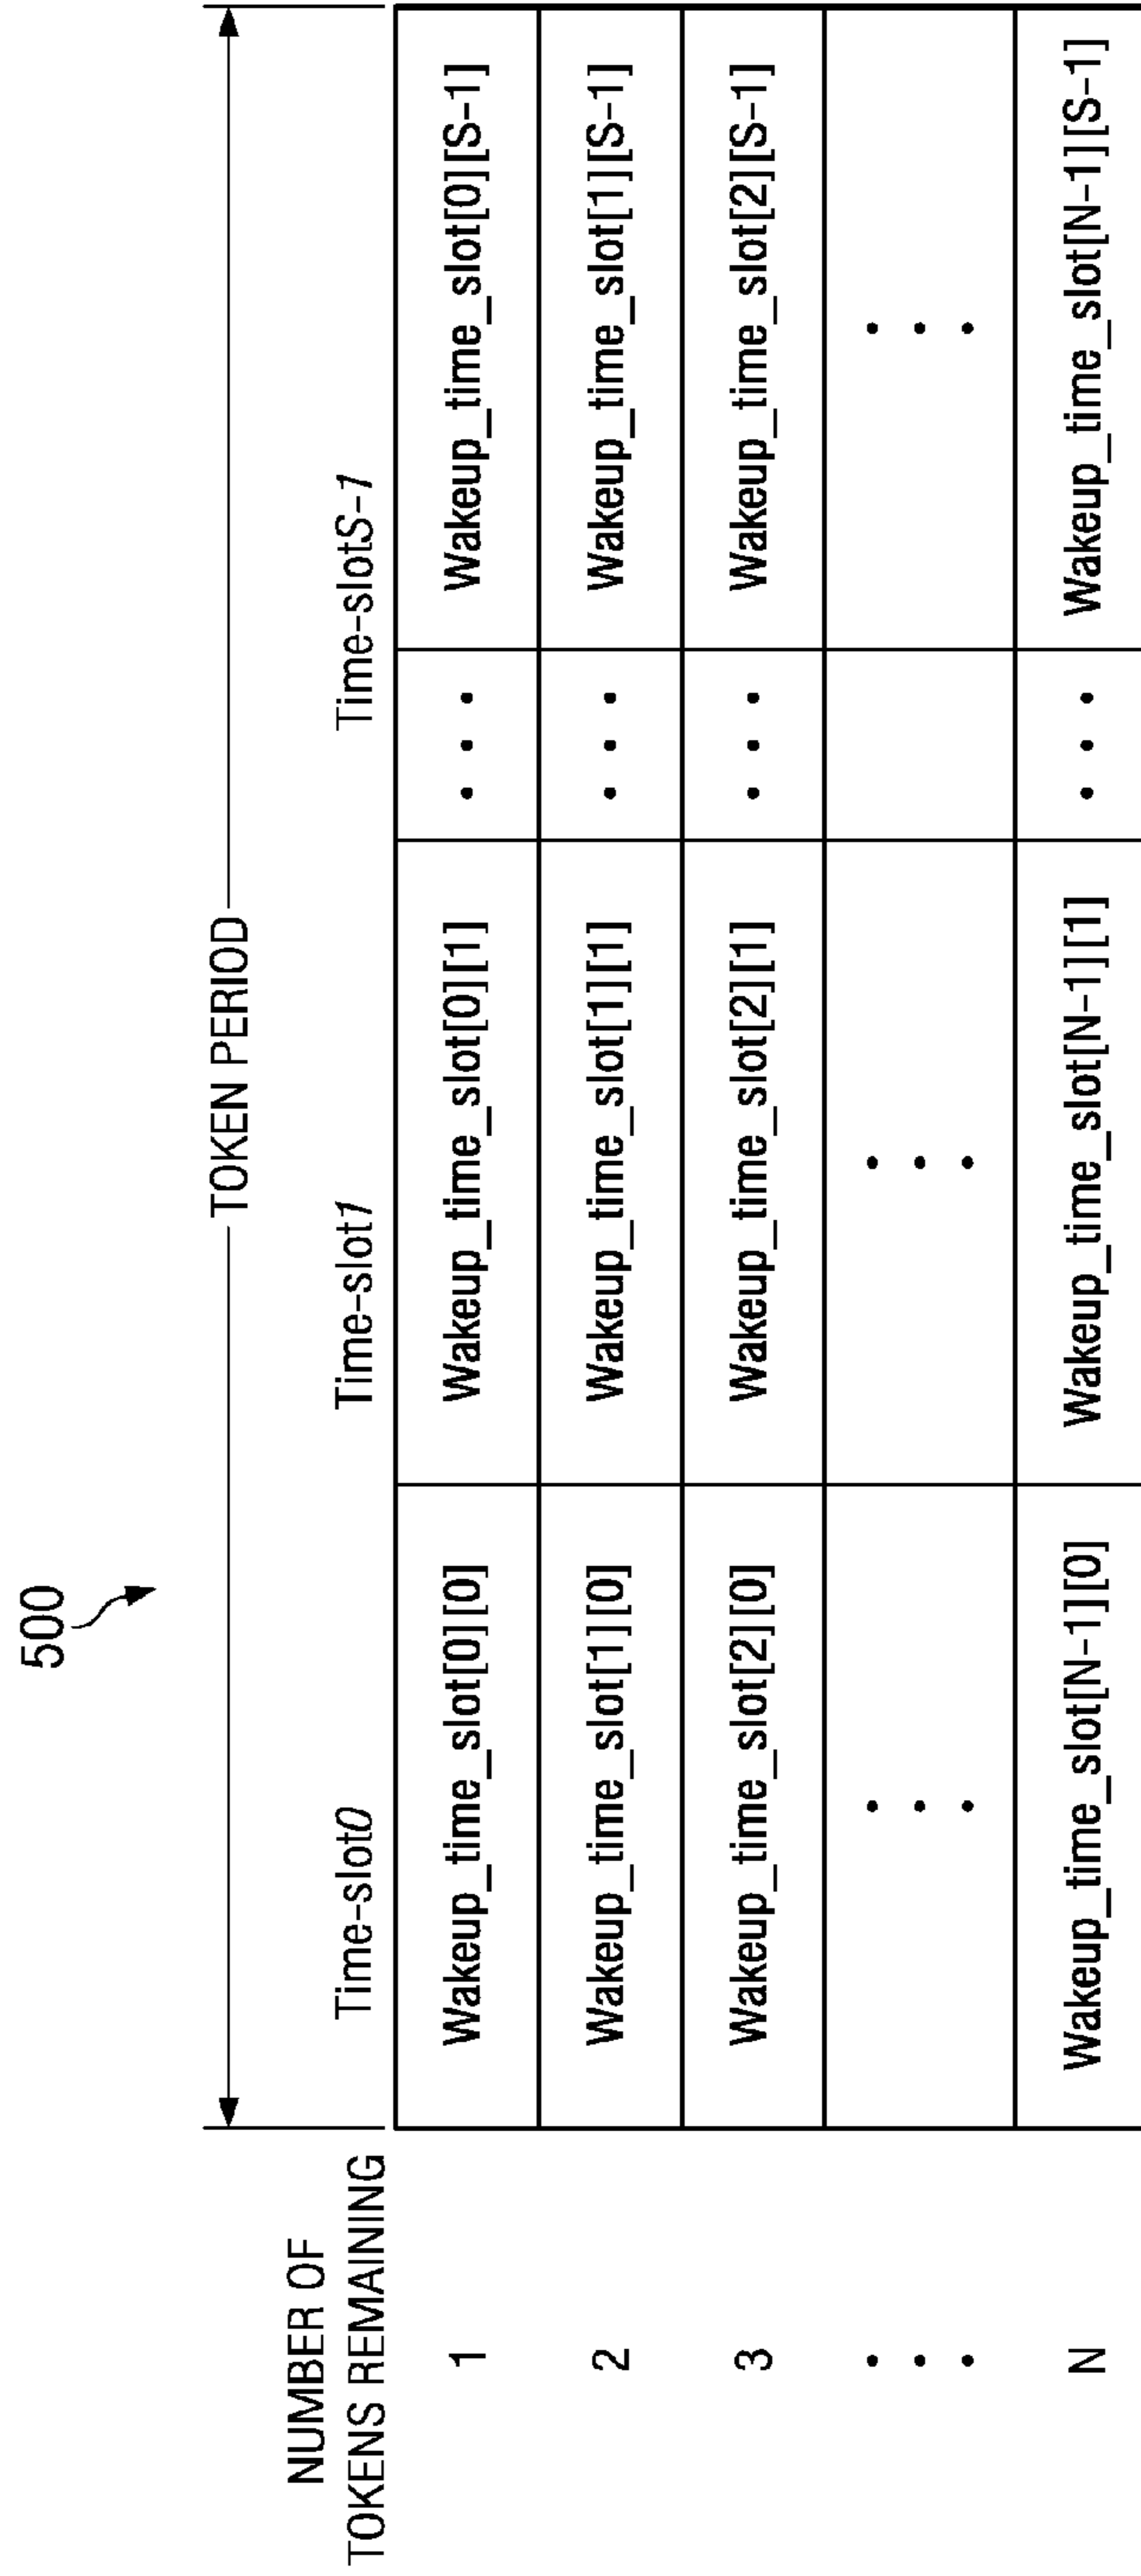 500
TOKEN PERIOD
NUMBER OF
TOKENS REMAINING
Time-slot0
Time-slot1
Time-slotS-1
1
Wakeup_time_slot[0][0]
Wakeup_time_slot[0][1]
• • •
Wakeup_time_slot[0][S-1]
2
Wakeup_time_slot[1][0]
Wakeup_time_slot[1][1]
• • •
Wakeup_time_slot[1][S-1]
3
Wakeup_time_slot[2][0]
Wakeup_time_slot[2][1]
• • •
Wakeup_time_slot[2][S-1]
• • •
• • •
• • •
• • •
N
Wakeup_time_slot[N-1][0]
Wakeup_time_slot[N-1][1]
• • •
Wakeup_time_slot[N-1][S-1]